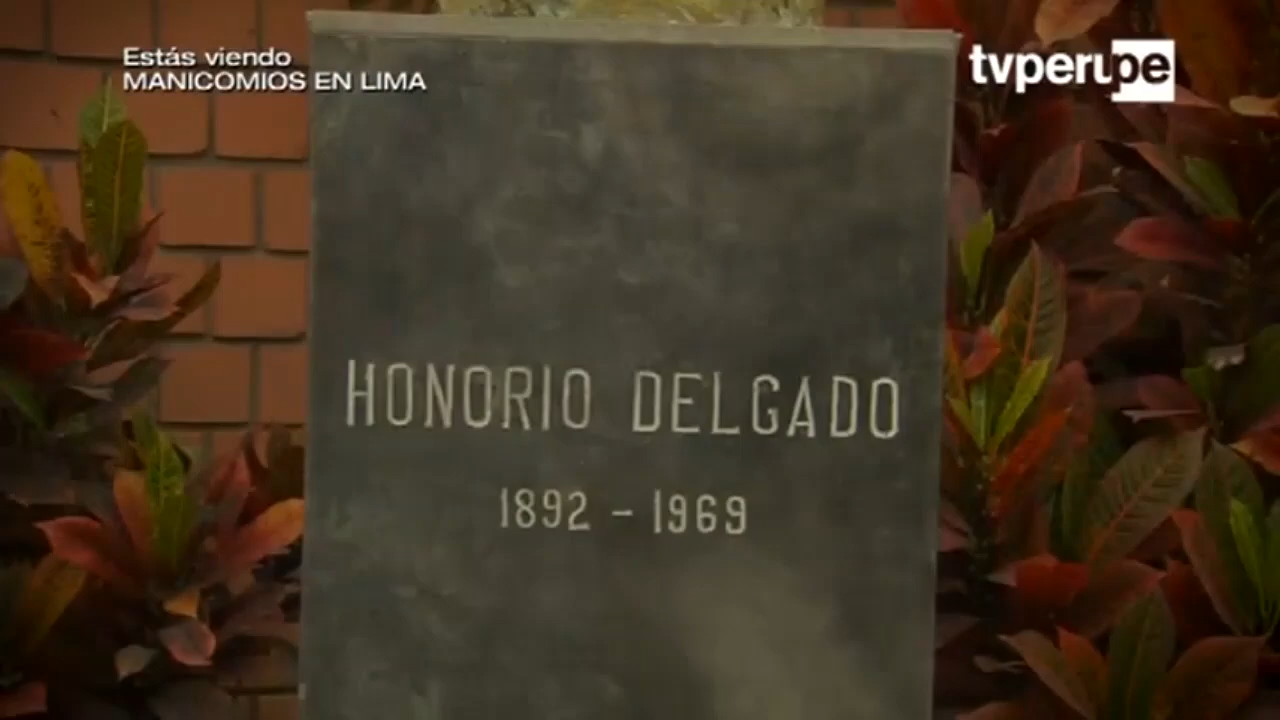 Estás viendo
MANICOMIOS EN LIMA
tvperupe
HONORIO DELGADO
1892 - 1969